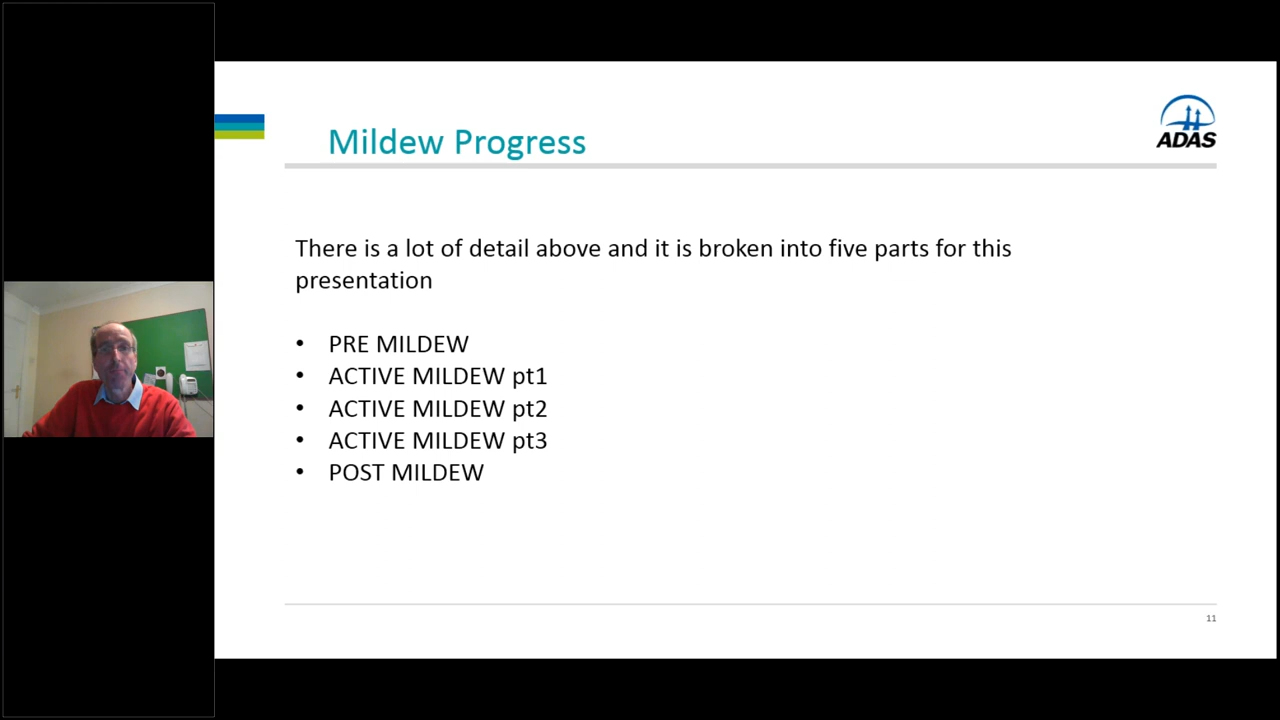 Mildew Progress
ADAS
There is a lot of detail above and it is broken into five parts for this
presentation
• PRE MILDEW
• ACTIVE MILDEW pt1
• ACTIVE MILDEW pt2
• ACTIVE MILDEW pt3
• POST MILDEW
11